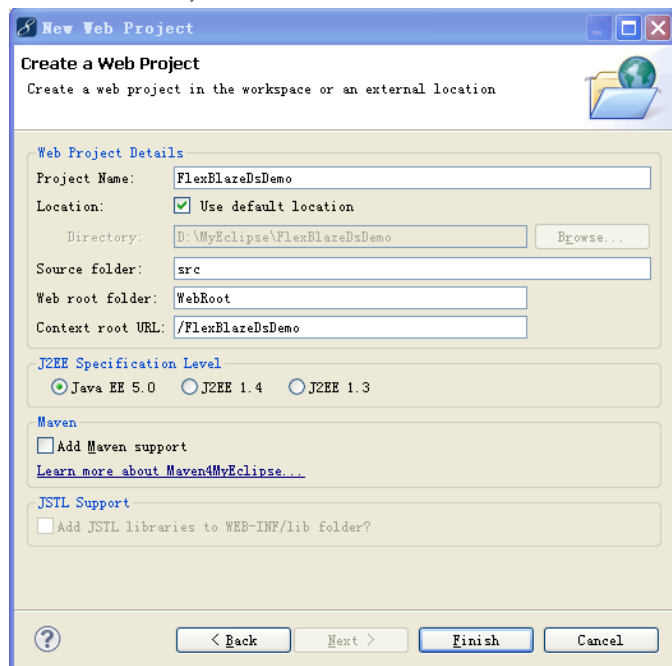 New Web Project
Create a Web Project
Create a web project in the workspace or an external location
Web Project Details
Project Name: FlexBlazeDsDemo
Location: Use default location
Directory: D:\MyEclipse\FlexBlazeDsDemo Browse...
Source folder: src
Web root folder: WebRoot
Context root URL: /FlexBlazeDsDemo
J2EE Specification Level
Java EE 5.0 J2EE 1.4 J2EE 1.3
Maven
Add Maven support
Learn more about Maven4MyEclipse...
JSTL Support
Add JSTL libraries to WEB-INF/lib folder?
? < Back Next > Finish Cancel